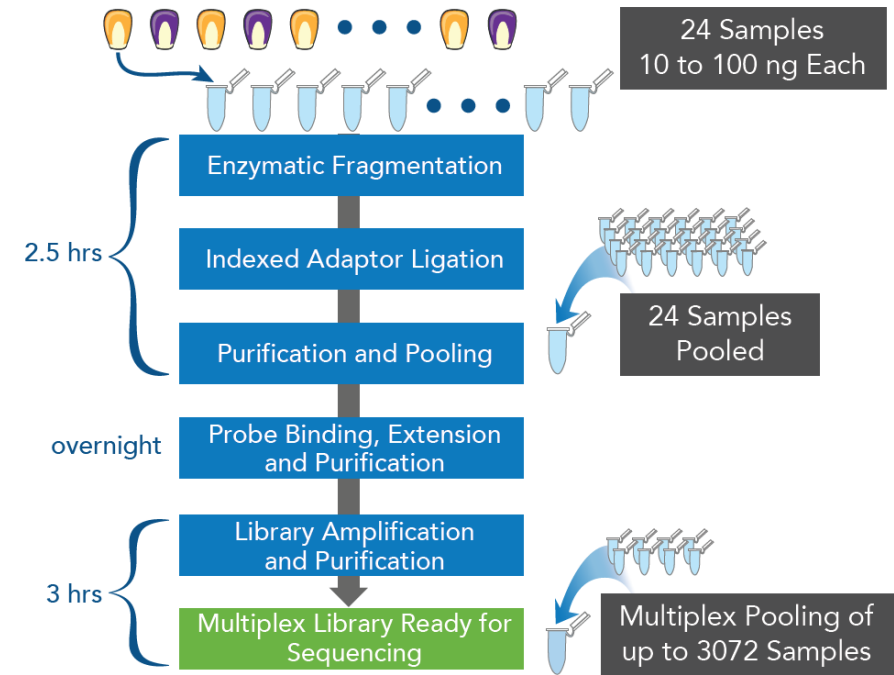 24 Samples
10 to 100 ng Each
Enzymatic Fragmentation
2.5 hrs
Indexed Adaptor Ligation
24 Samples
Pooled
Purification and Pooling
overnight
Probe Binding, Extension
and Purification
Library Amplification
and Purification
3 hrs
Multiplex Library Ready for
Sequencing
Multiplex Pooling of
up to 3072 Samples